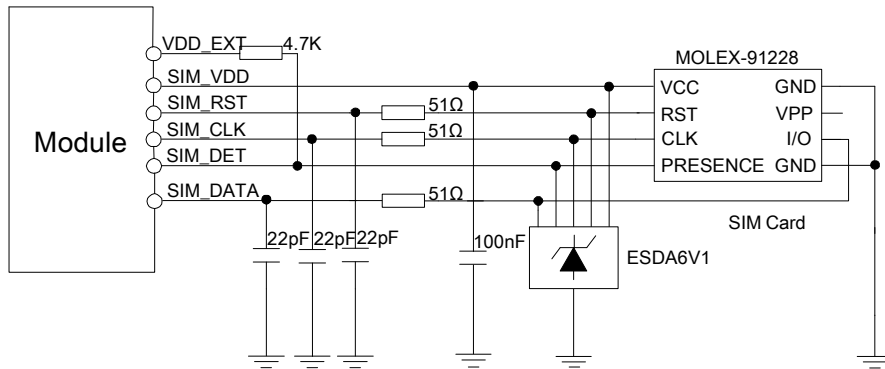 VDD_EXT 4.7K
MOLEX-91228
SIM_VDD
VCC GND
SIM_RST 51Ω
RST VPP
Module
SIM_CLK 51Ω
CLK I/O
SIM_DET
PRESENCE GND
SIM_DATA 51Ω
SIM Card
22pF 22pF 22pF 100nF
ESDA6V1